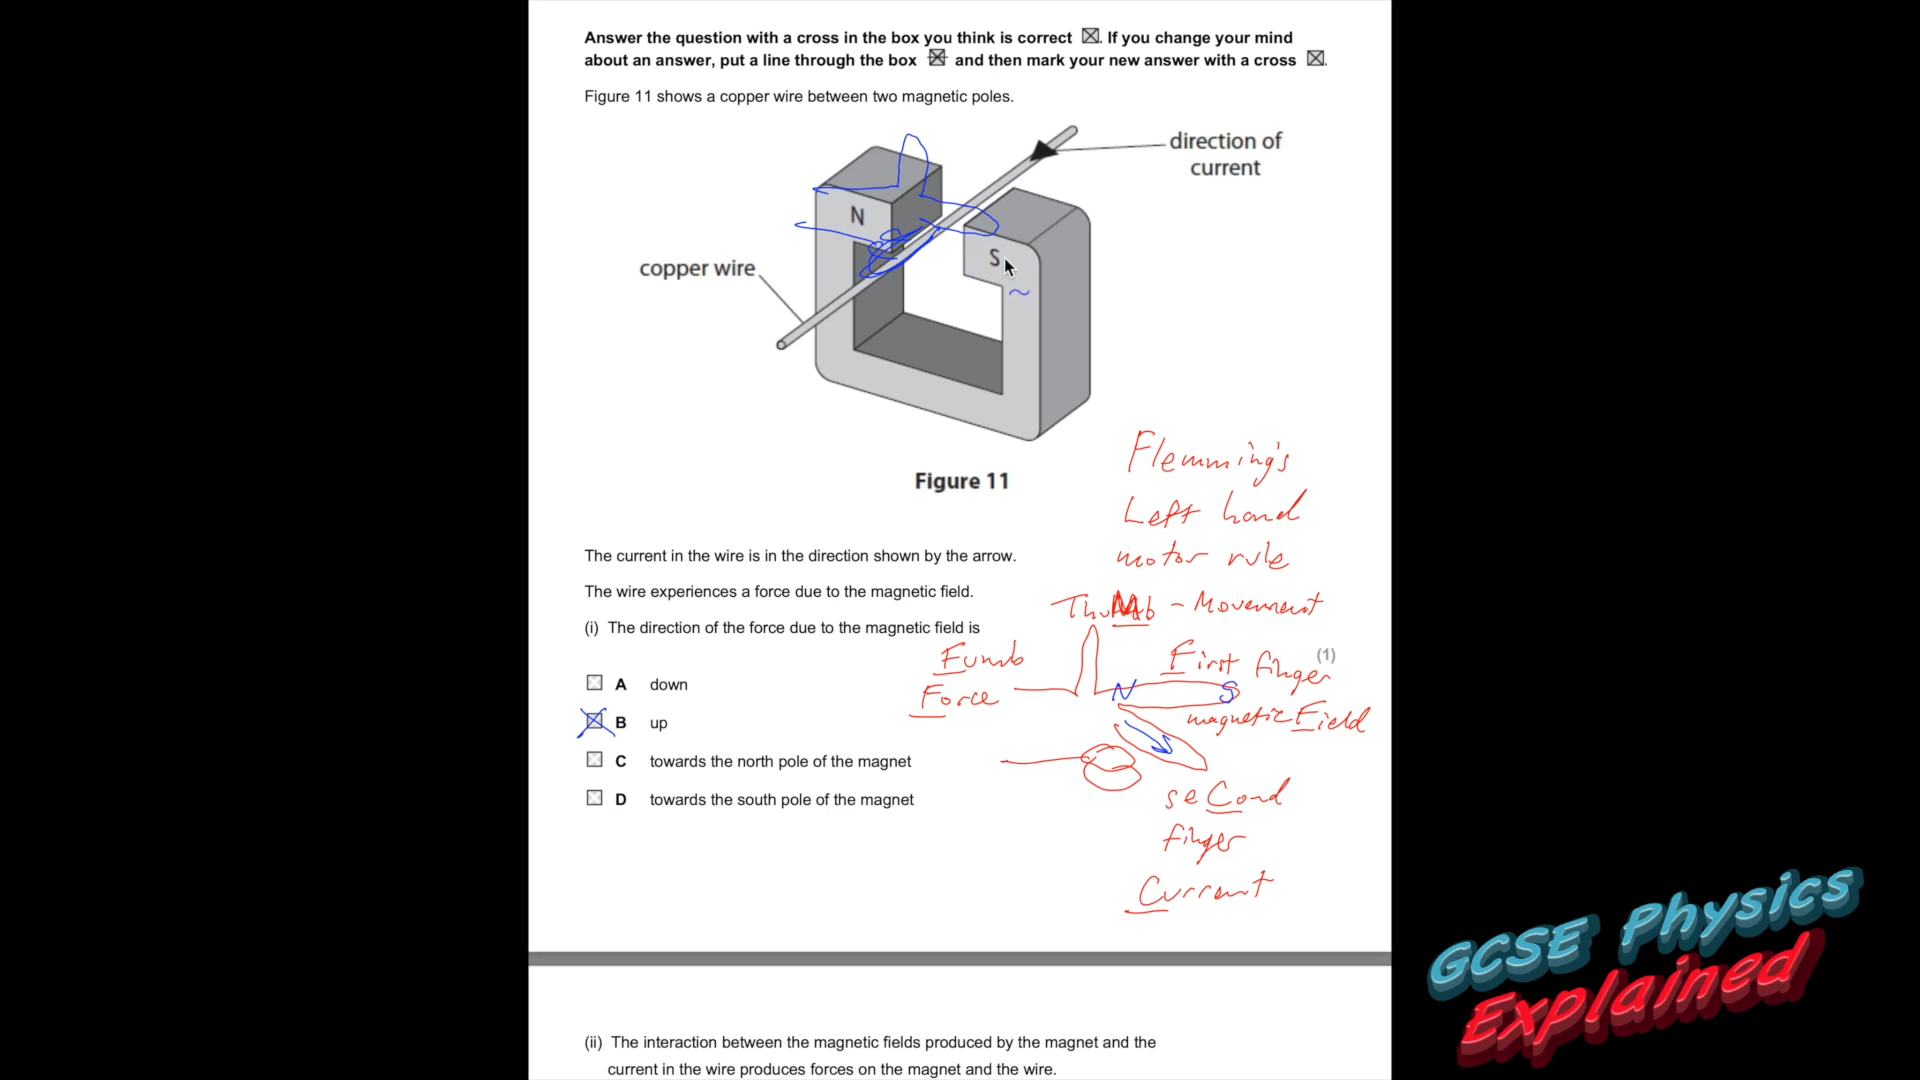 Answer the question with a cross in the box you think is correct. If you change your mind
about an answer, put a line through the box and then mark your new answer with a cross.
Figure 11 shows a copper wire between two magnetic poles.
direction of
current
N
S
copper wire
Figure 11
Flemming's
Left hand
motor rule
The current in the wire is in the direction shown by the arrow.
The wire experiences a force due to the magnetic field.
ThuMb - Movement
(i) The direction of the force due to the magnetic field is
(1)
Fumb
Force
First finger
N S
magnetic Field
A down
B up
C towards the north pole of the magnet
D towards the south pole of the magnet
seCond
finger
Current
GCSE Physics
Explained
(ii) The interaction between the magnetic fields produced by the magnet and the
current in the wire produces forces on the magnet and the wire.